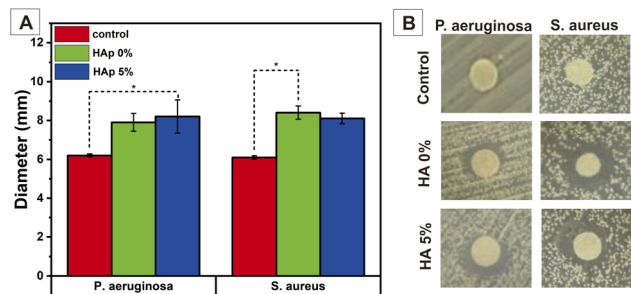 A
control
HAp 0%
HAp 5%
Diameter (mm)
12
10
8
6
4
2
0
*
*
P. aeruginosa
S. aureus
B
P. aeruginosa
S. aureus
Control
HA 0%
HA 5%